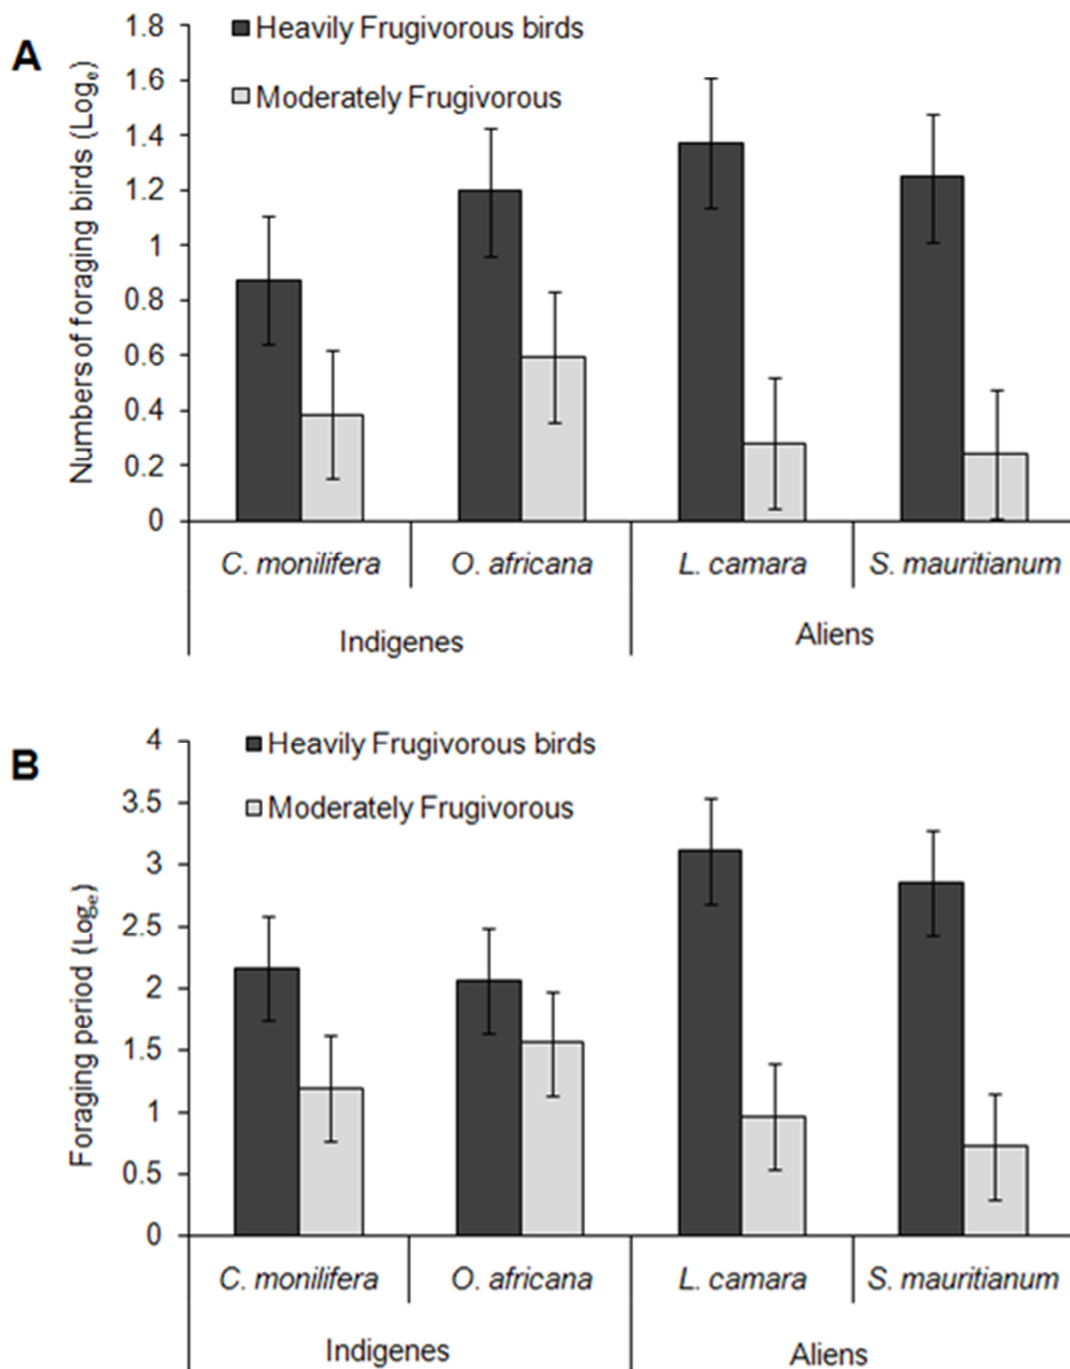 A
Numbers of foraging birds (Logₑ)
1.8
1.6
1.4
1.2
1
0.8
0.6
0.4
0.2
0
Heavily Frugivorous birds
Moderately Frugivorous
C. monilifera
O. africana
L. camara
S. mauritianum
Indigenes
Aliens
B
Foraging period (Logₑ)
4
3.5
3
2.5
2
1.5
1
0.5
0
Heavily Frugivorous birds
Moderately Frugivorous
C. monilifera
O. africana
L. camara
S. mauritianum
Indigenes
Aliens